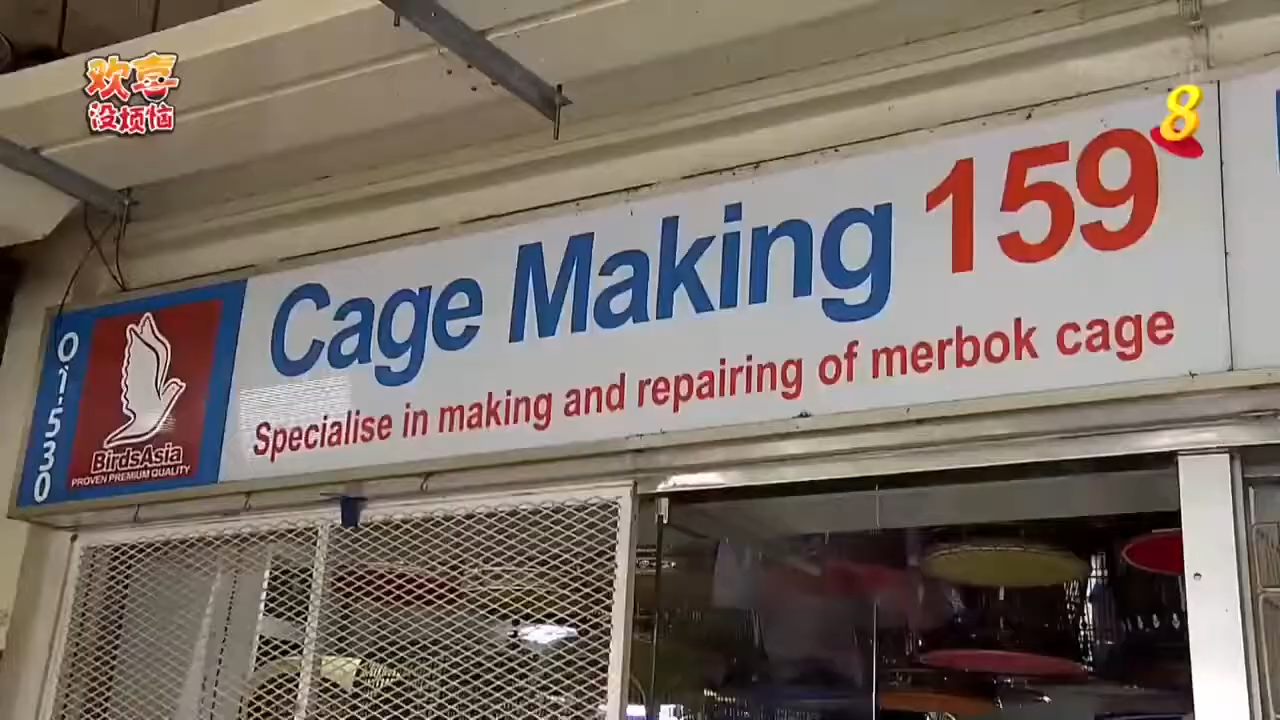 欢喜
没烦恼
8
Cage Making 159
Specialise in making and repairing of merbok cage
01-530
BirdsAsia
PROVEN PREMIUM QUALITY